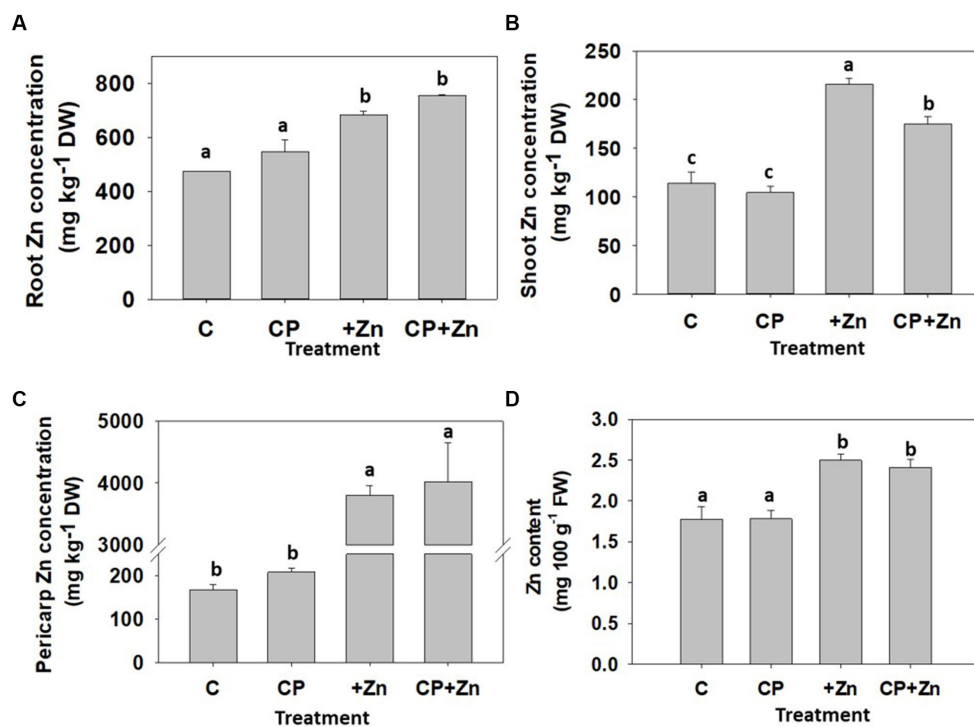 A
Root Zn concentration
(mg kg⁻¹ DW)
800
600
400
200
0
a
a
b
b
C CP +Zn CP+Zn
Treatment
B
Shoot Zn concentration
(mg kg⁻¹ DW)
250
200
150
100
50
0
c
c
a
b
C CP +Zn CP+Zn
Treatment
C
Pericarp Zn concentration
(mg kg⁻¹ DW)
5000
4000
3000
200
100
0
b
b
a
a
C CP +Zn CP+Zn
Treatment
D
Zn content
(mg 100 g⁻¹ FW)
3.0
2.5
2.0
1.5
1.0
0.5
0.0
a
a
b
b
C CP +Zn CP+Zn
Treatment